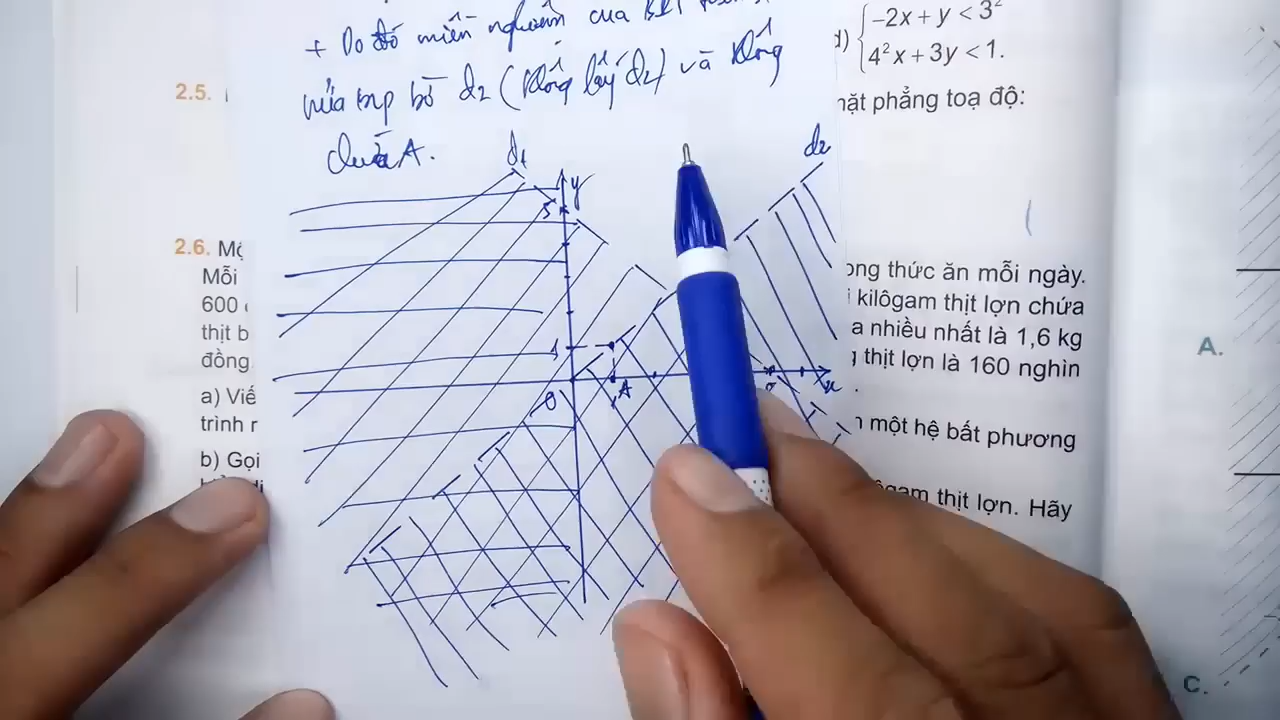 + Do đó miền nghiệm của BPT
nửa mp bờ d₂ (không lấy d₂) và không
chứa A.
d₁
d₂
y
5
1
O
A
5
x
2.5.
d) { -2x + y < 3²
4²x + 3y < 1.
mặt phẳng toạ độ:
2.6.
Mỗi
600
thịt b
đồng
a) Viế
trình r
b) Gọi
ong thức ăn mỗi ngày.
i kilôgam thịt lợn chứa
a nhiều nhất là 1,6 kg
thịt lợn là 160 nghìn
một hệ bất phương
ôgam thịt lợn. Hãy
A.
C.